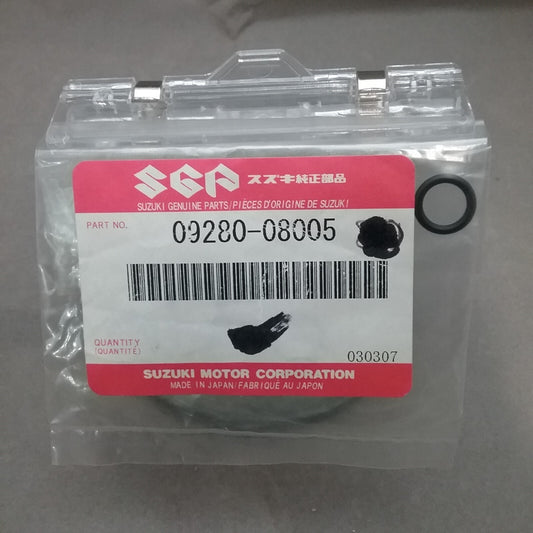 SGP スズキ純正部品
SUZUKI GENUINE PARTS/PIÈCES D'ORIGINE DE SUZUKI
PART NO. 09280-08005
QUANTITY
(QUANTITÉ)
030307
SUZUKI MOTOR CORPORATION
MADE IN JAPAN/FABRIQUÉ AU JAPON